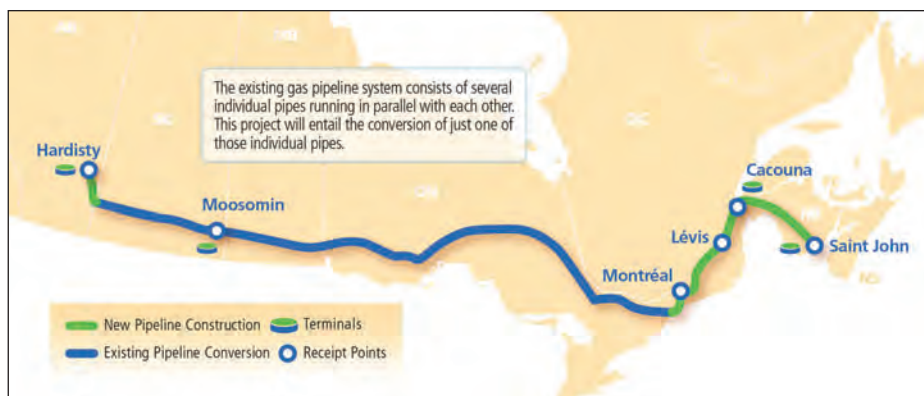 The existing gas pipeline system consists of several
individual pipes running in parallel with each other.
This project will entail the conversion of just one of
those individual pipes.
Hardisty
Moosomin
Cacouna
Lévis
Saint John
Montréal
New Pipeline Construction
Terminals
Existing Pipeline Conversion
Receipt Points